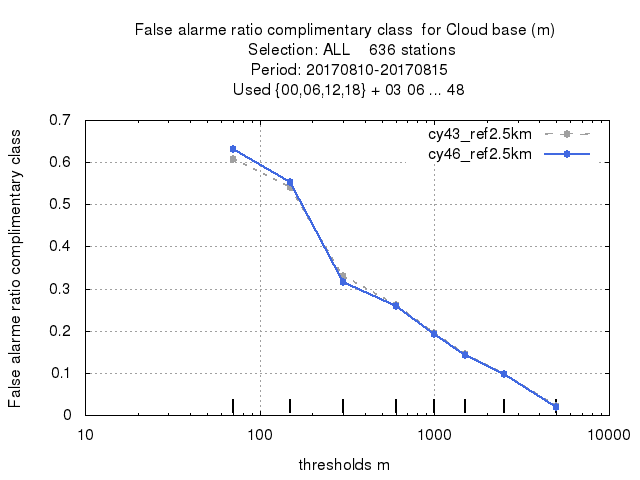 False alarme ratio complimentary class  for Cloud base (m)
Selection: ALL    636 stations
Period: 20170810-20170815
Used {00,06,12,18} + 03 06 ... 48
False alarme ratio complimentary class
0.7
0.6
0.5
0.4
0.3
0.2
0.1
0
cy43_ref2.5km
cy46_ref2.5km
10 100 1000 10000
thresholds m